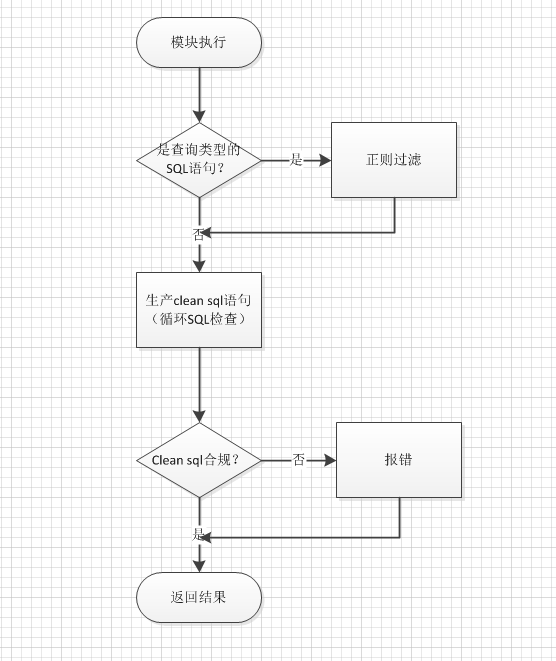 模块执行
是查询类型的
SQL语句？
是
正则过滤
否
生产clean sql语句
（循环SQL检查）
Clean sql合规？
否
报错
是
返回结果